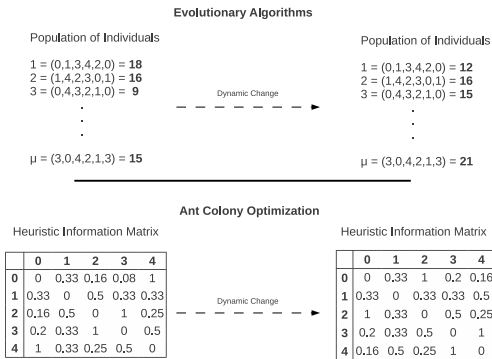 Evolutionary Algorithms
Population of Individuals
1 = (0,1,3,4,2,0) = 18
2 = (1,4,2,3,0,1) = 16
3 = (0,4,3,2,1,0) = 9
.
.
.
μ = (3,0,4,2,1,3) = 15
Dynamic Change
Population of Individuals
1 = (0,1,3,4,2,0) = 12
2 = (1,4,2,3,0,1) = 16
3 = (0,4,3,2,1,0) = 15
.
.
.
μ = (3,0,4,2,1,3) = 21
Ant Colony Optimization
Heuristic Information Matrix
0 1 2 3 4
0 0 0.33 0.16 0.08 1
1 0.33 0 0.5 0.33 0.33
2 0.16 0.5 0 1 0.25
3 0.2 0.33 1 0 0.5
4 1 0.33 0.25 0.5 0
Dynamic Change
Heuristic Information Matrix
0 1 2 3 4
0 0 0.33 1 0.2 0.16
1 0.33 0 0.33 0.33 0.5
2 1 0.33 0 0.5 0.25
3 0.2 0.33 0.5 0 1
4 0.16 0.5 0.25 1 0